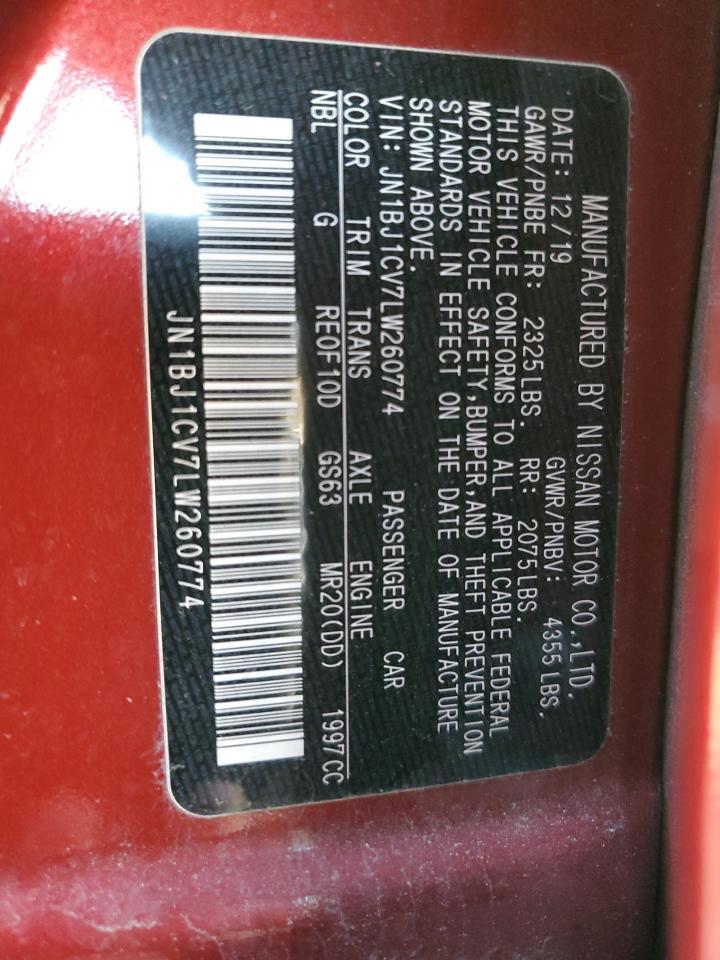 MANUFACTURED BY NISSAN MOTOR CO.,LTD.
DATE: 12/19 GVWR/PNBV: 4355 LBS.
GAWR/PNBE FR: 2325 LBS. RR: 2075 LBS.
THIS VEHICLE CONFORMS TO ALL APPLICABLE FEDERAL
MOTOR VEHICLE SAFETY,BUMPER,AND THEFT PREVENTION
STANDARDS IN EFFECT ON THE DATE OF MANUFACTURE
SHOWN ABOVE.
VIN: JN1BJ1CV7LW260774 PASSENGER CAR
COLOR TRIM TRANS AXLE ENGINE
NBL G RE0F10D GS63 MR20(DD) 1997CC
JN1BJ1CV7LW260774